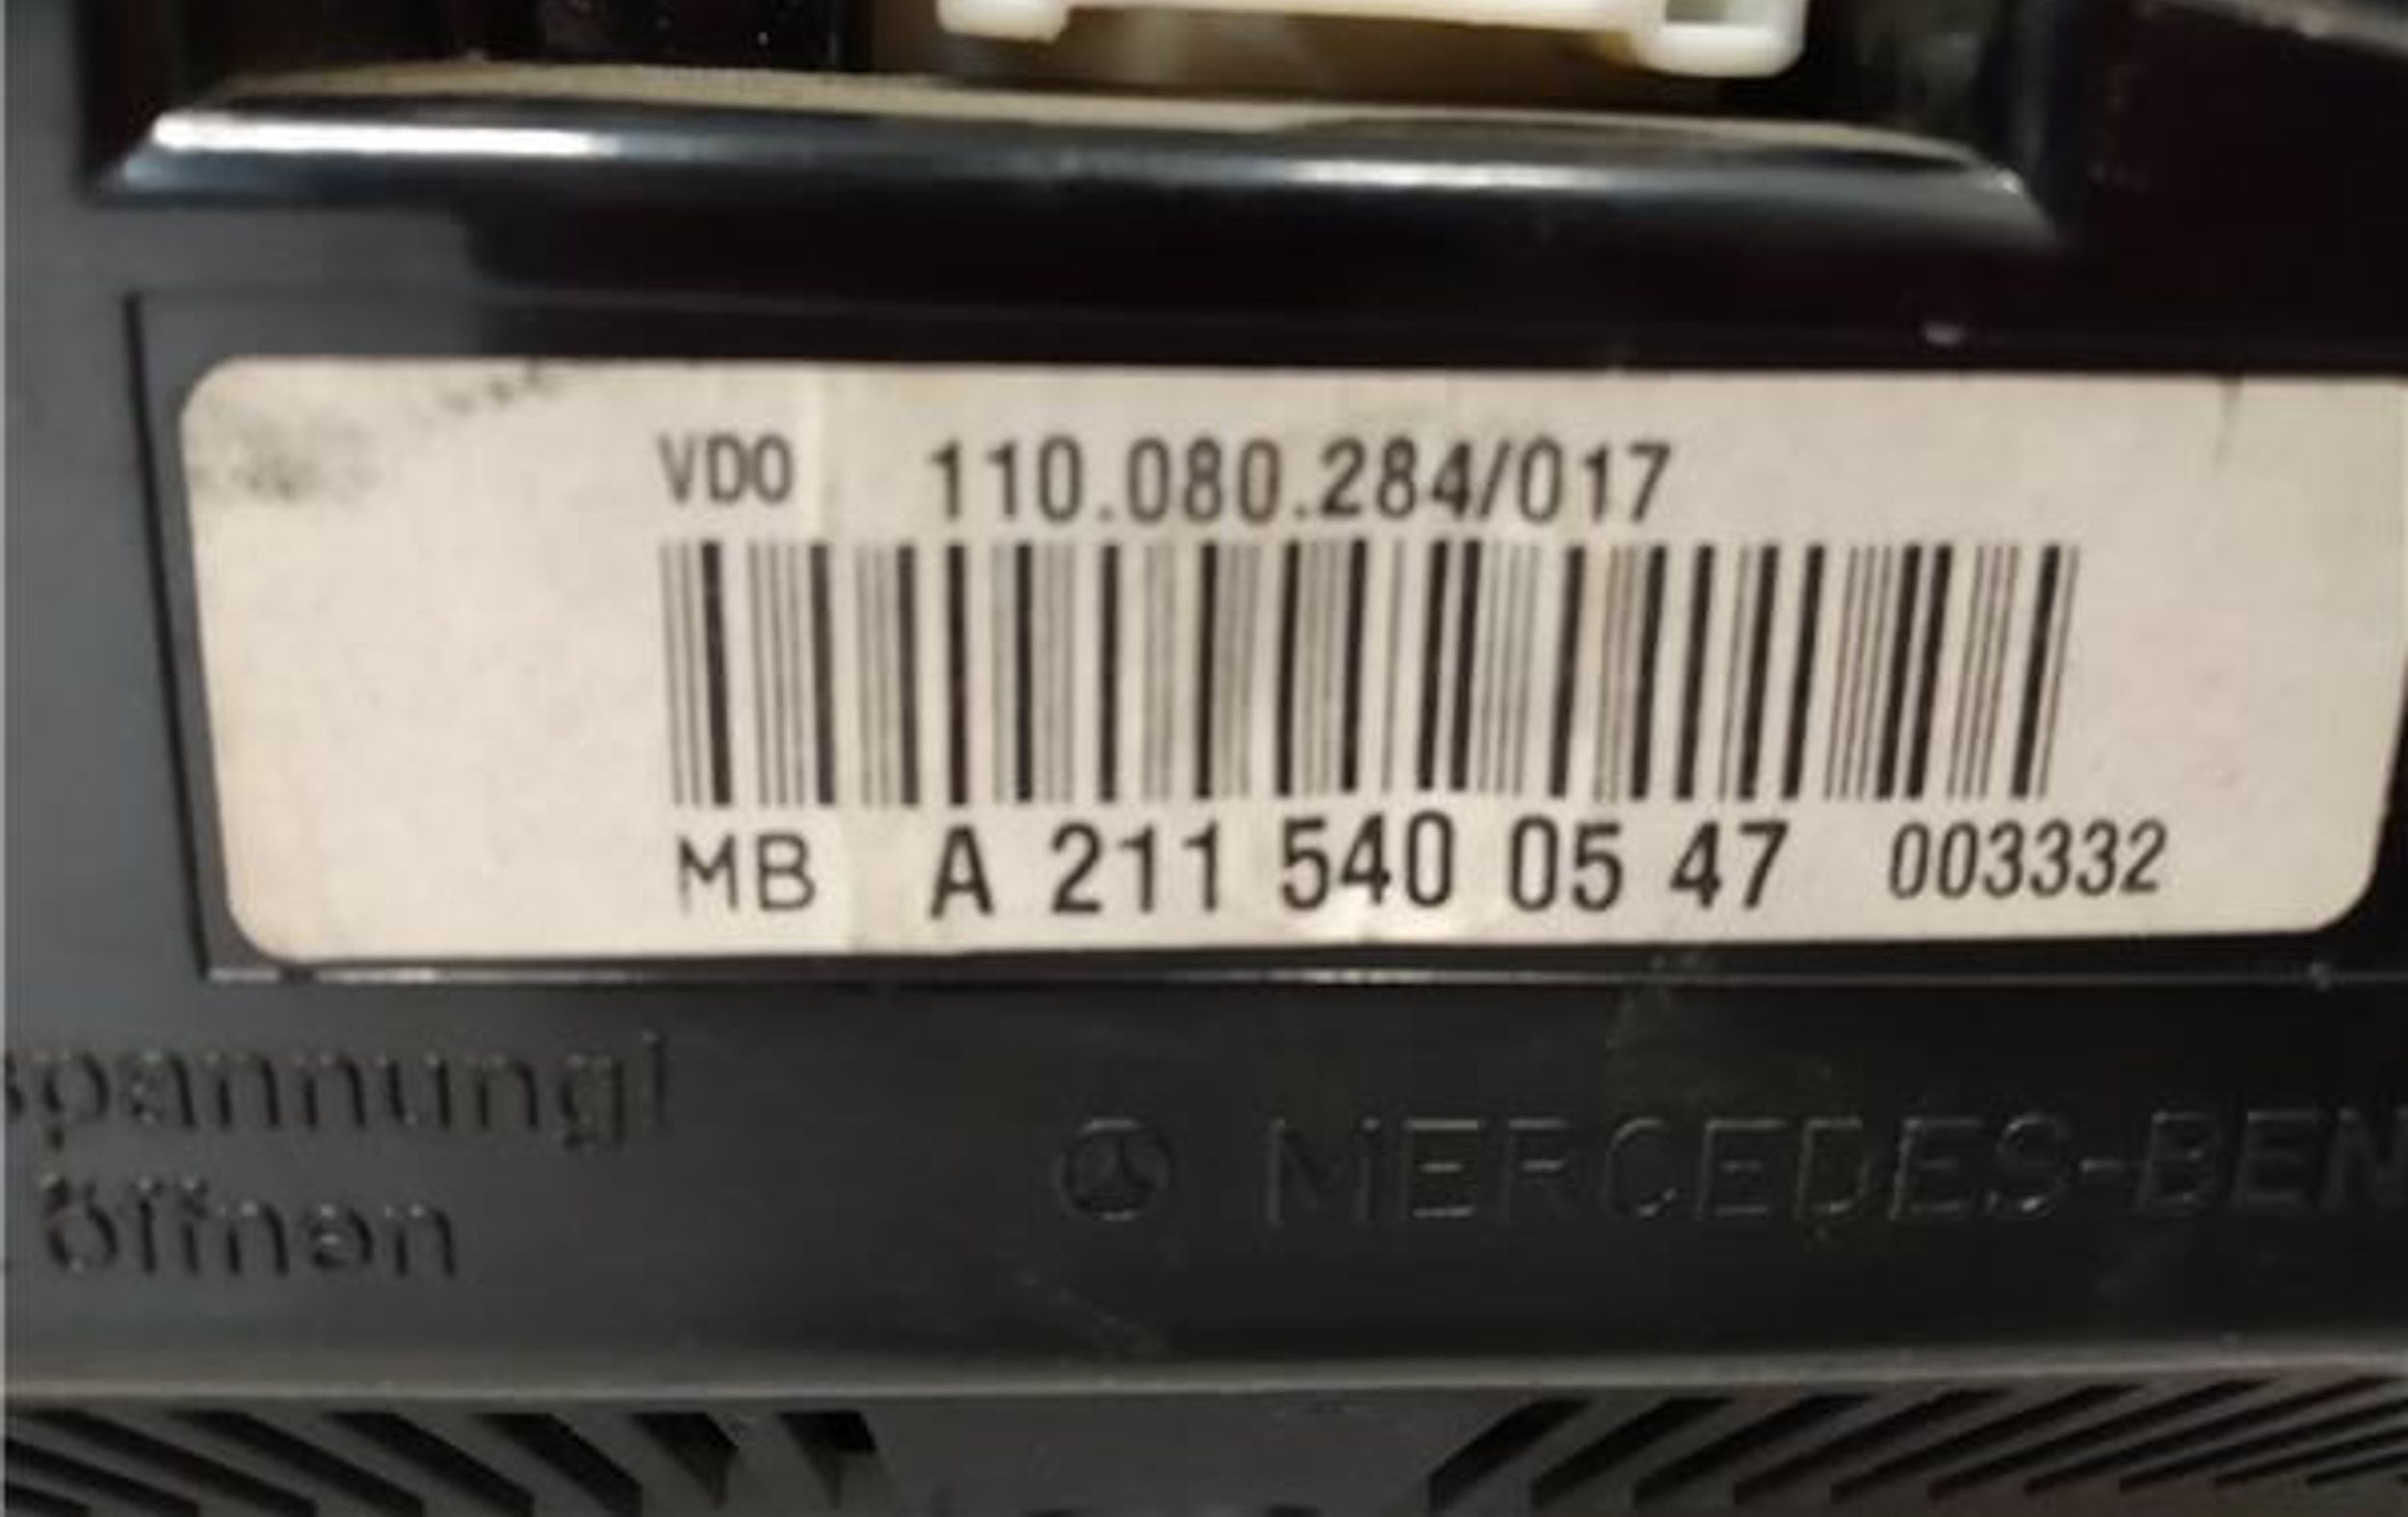 VDO 110.080.284/017
MB A 211 540 05 47 003332
spannung!
öffnen
MERCEDES-BEN